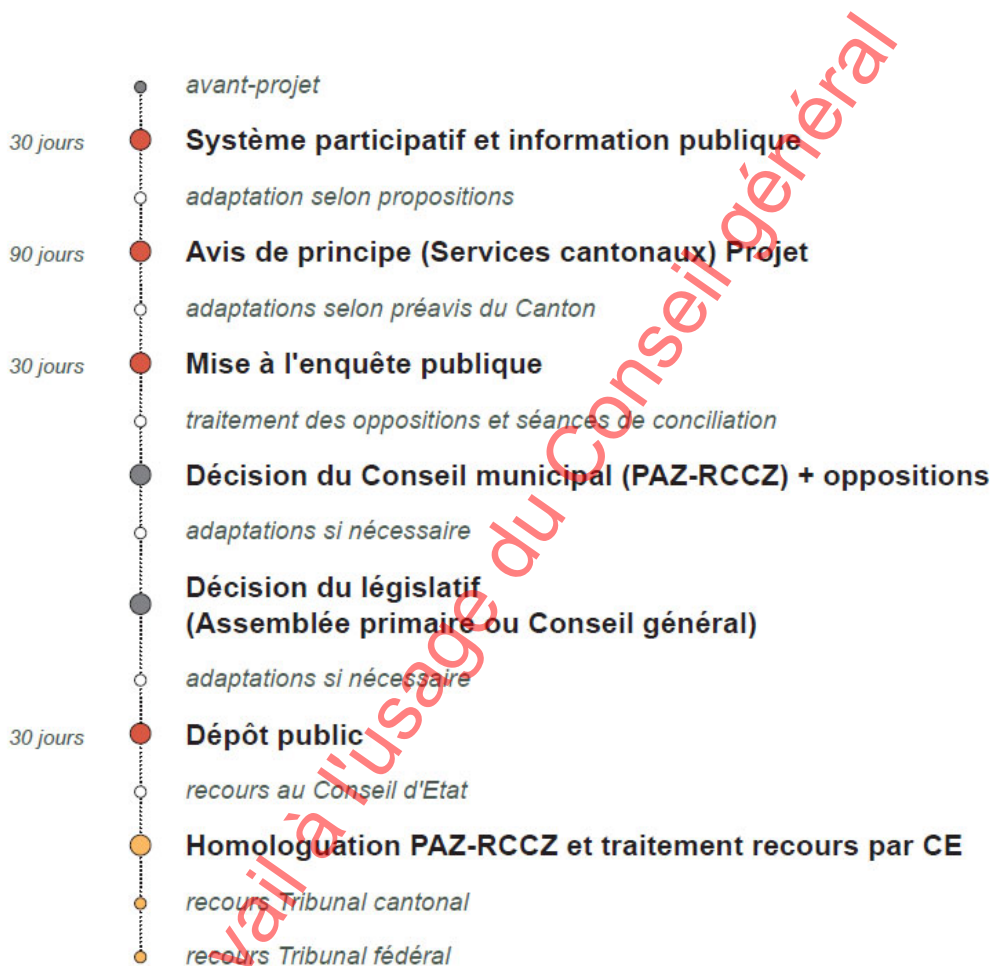 avant-projet
30 jours
Système participatif et information publique
adaptation selon propositions
90 jours
Avis de principe (Services cantonaux) Projet
adaptations selon préavis du Canton
30 jours
Mise à l'enquête publique
traitement des oppositions et séances de conciliation
Décision du Conseil municipal (PAZ-RCCZ) + oppositions
adaptations si nécessaire
Décision du législatif
(Assemblée primaire ou Conseil général)
adaptations si nécessaire
30 jours
Dépôt public
recours au Conseil d'Etat
Homologuation PAZ-RCCZ et traitement recours par CE
recours Tribunal cantonal
recours Tribunal fédéral
vail à l'usage du Conseil général